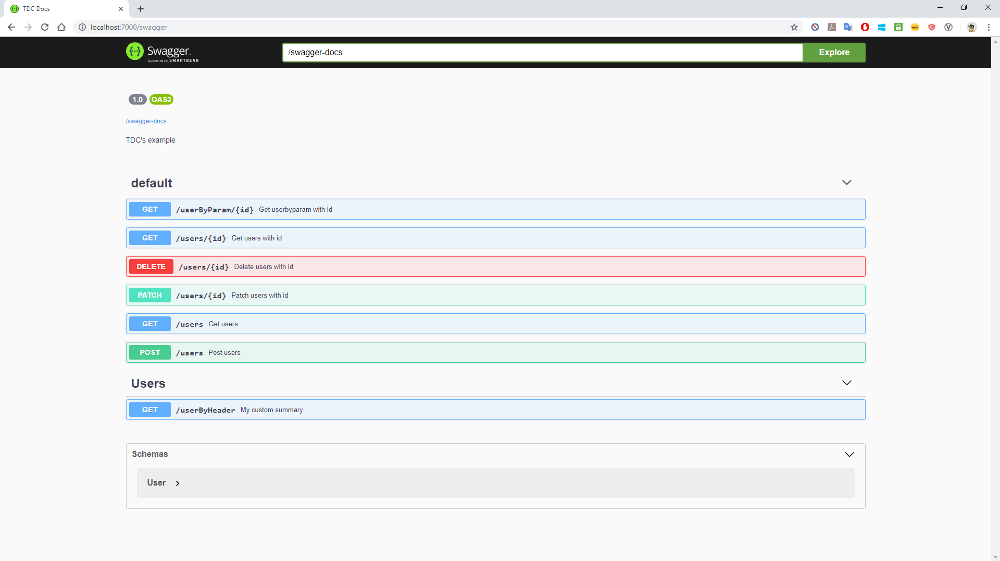 TDC Docs
localhost:7000/swagger
Swagger.
Supported by SMARTBEAR
/swagger-docs
Explore
1.0 OAS3
/swagger-docs
TDC's example
default
GET /userByParam/{id} Get userbyparam with id
GET /users/{id} Get users with id
DELETE /users/{id} Delete users with id
PATCH /users/{id} Patch users with id
GET /users Get users
POST /users Post users
Users
GET /userByHeader My custom summary
Schemas
User